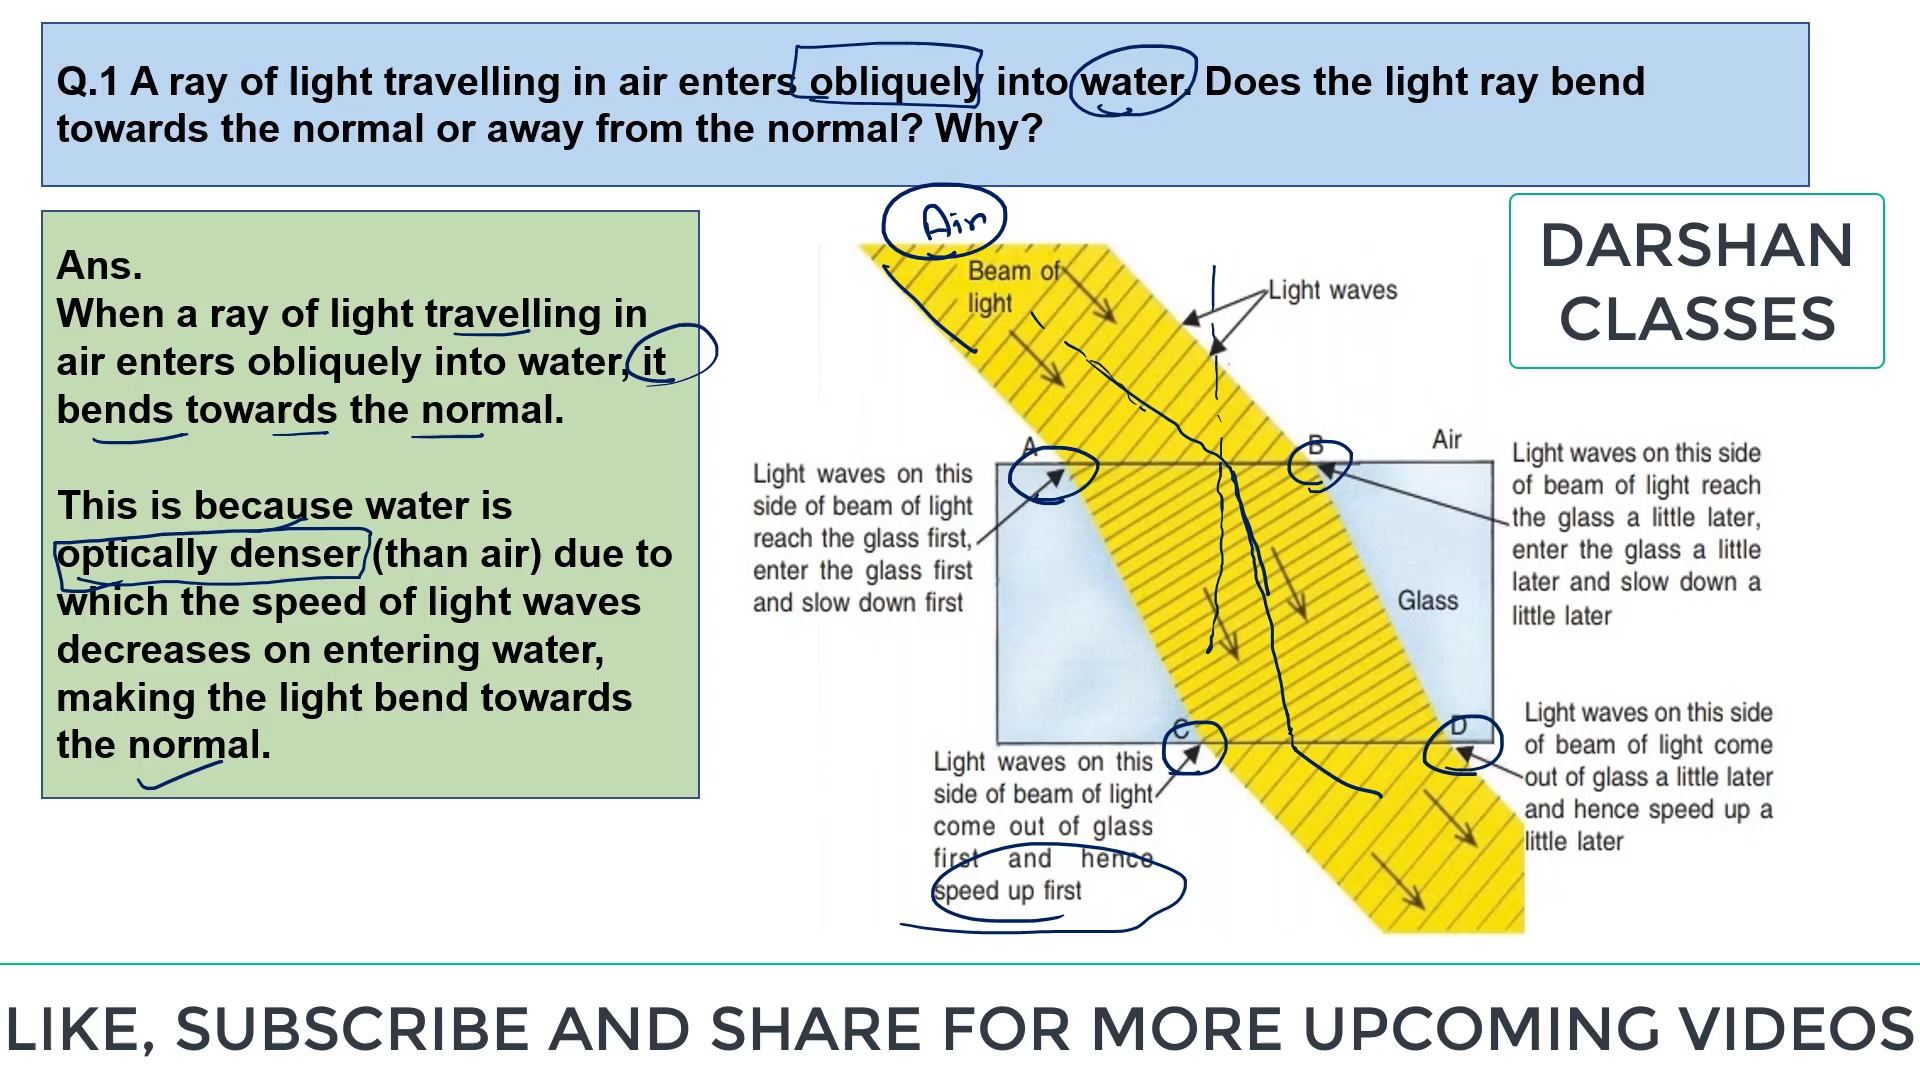 Q.1 A ray of light travelling in air enters obliquely into water. Does the light ray bend
towards the normal or away from the normal? Why?
Air
DARSHAN
CLASSES
Ans.
When a ray of light travelling in
air enters obliquely into water, it
bends towards the normal.
This is because water is
optically denser (than air) due to
which the speed of light waves
decreases on entering water,
making the light bend towards
the normal.
Beam of
light
Light waves
A
B
Air
Light waves on this
side of beam of light
reach the glass first,
enter the glass first
and slow down first
Light waves on this side
of beam of light reach
the glass a little later,
enter the glass a little
later and slow down a
little later
Glass
C
D
Light waves on this
side of beam of light
come out of glass
first and hence
speed up first
Light waves on this side
of beam of light come
out of glass a little later
and hence speed up a
little later
LIKE, SUBSCRIBE AND SHARE FOR MORE UPCOMING VIDEOS